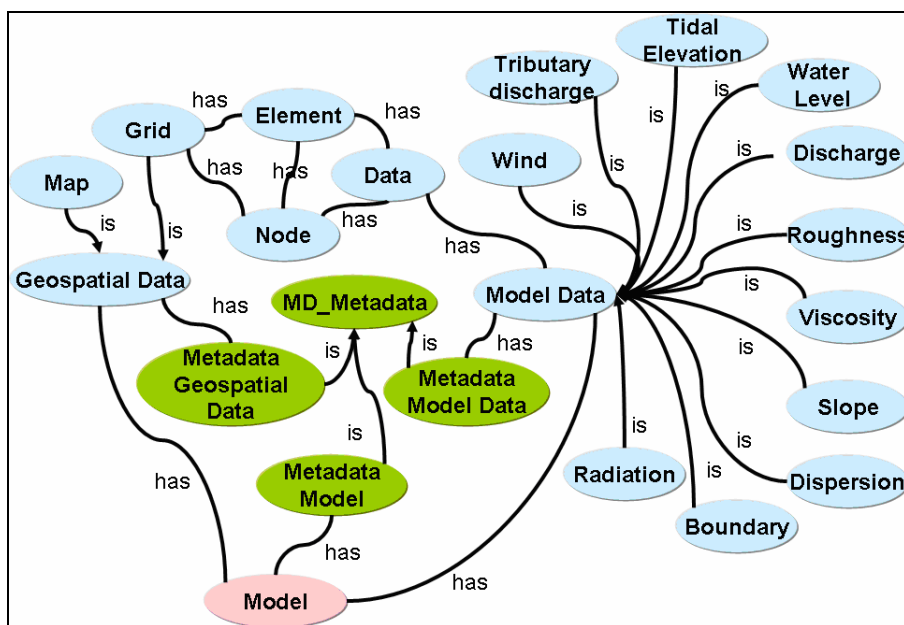 Tidal
Elevation
Tributary
discharge
is
Water
Level
has
Element
Grid
has
is
is
Discharge
Wind
has
has
Data
is
Map
is
has
is
Node
has
is
Roughness
is
Geospatial Data
has
MD_Metadata
Model Data
is
Viscosity
is
is
has
is
Metadata
Geospatial
Data
Metadata
Model Data
Slope
is
is
is
Metadata
Model
has
Radiation
is
Dispersion
Boundary
has
has
Model